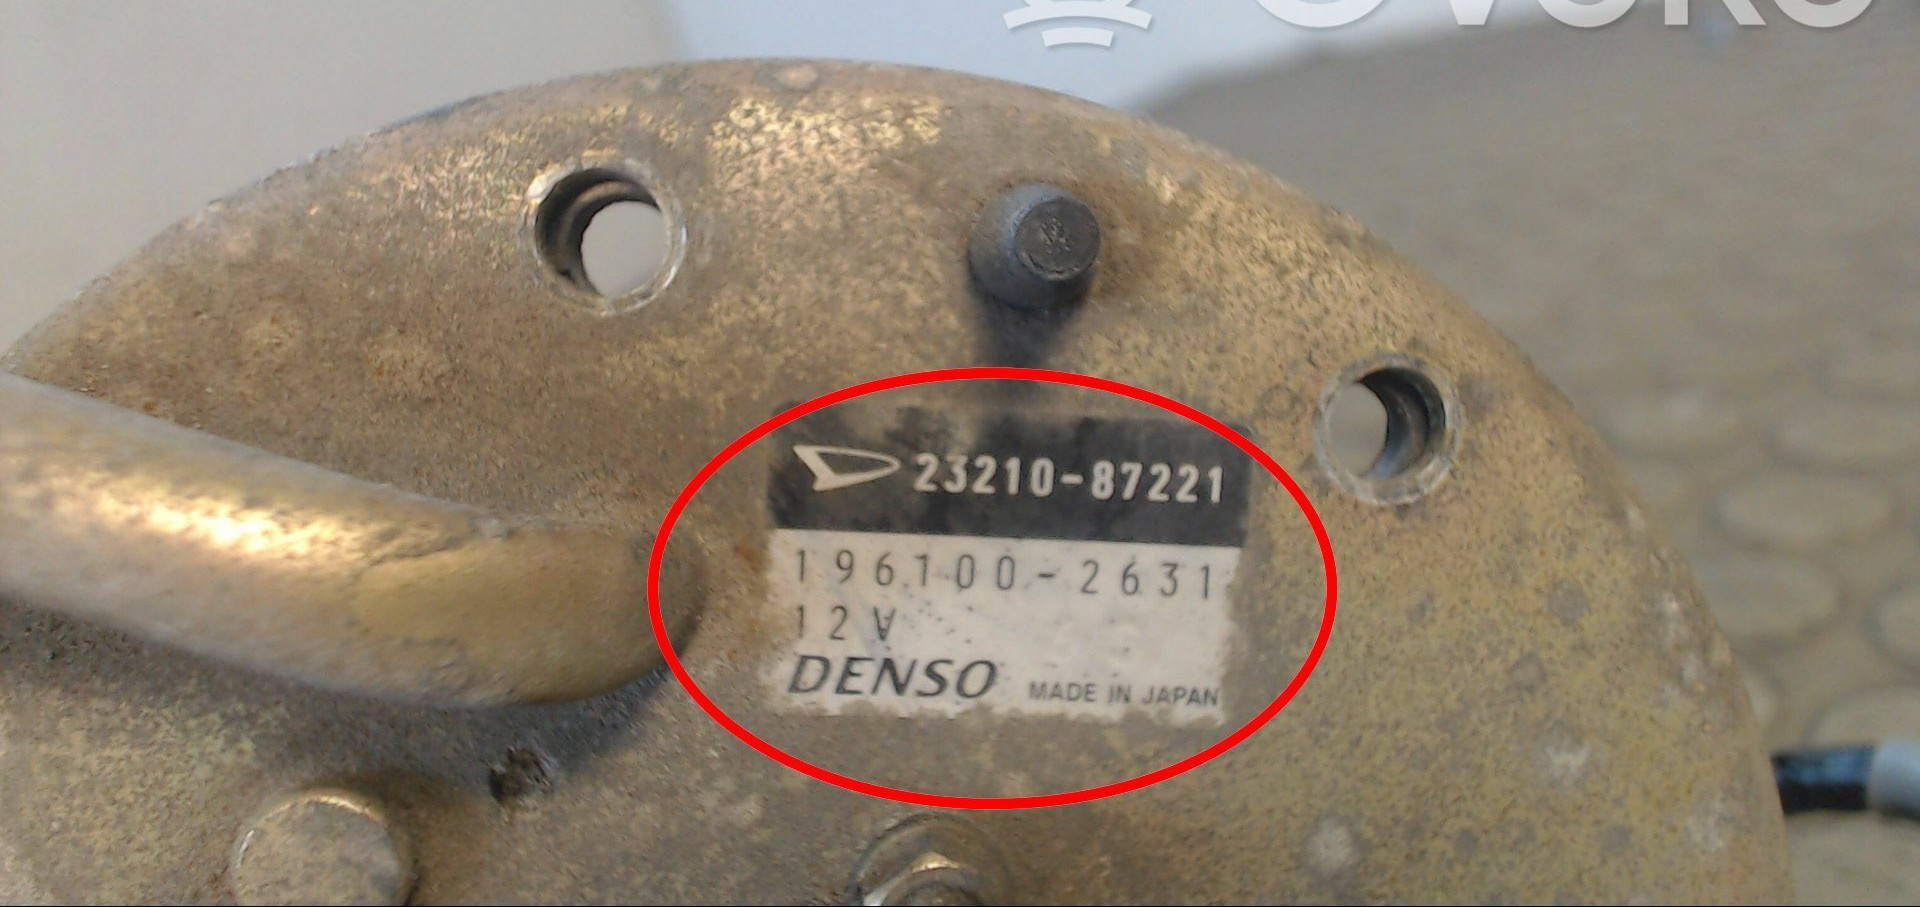 23210-87221
196100-2631
12V
DENSO MADE IN JAPAN